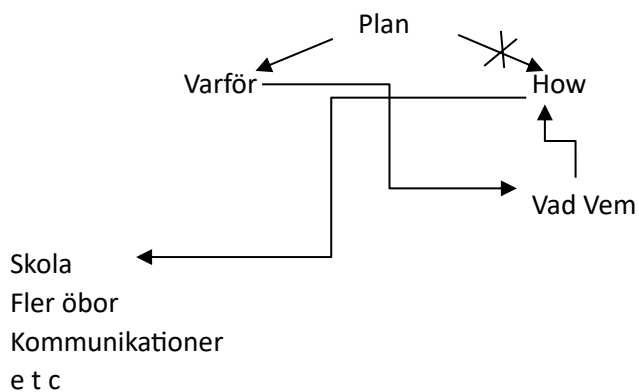 Plan
Varför How
Vad Vem
Skola
Fler öbor
Kommunikationer
e t c